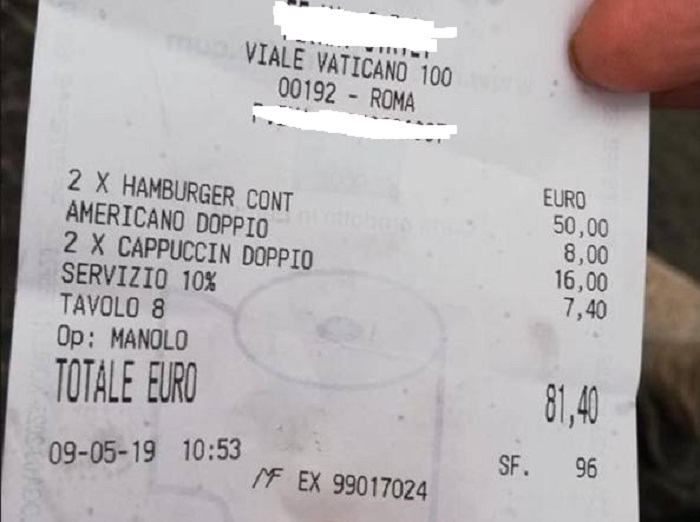 VIALE VATICANO 100
00192 - ROMA
EURO
2 X HAMBURGER CONT 50,00
AMERICANO DOPPIO 8,00
2 X CAPPUCCIN DOPPIO 16,00
SERVIZIO 10% 7,40
TAVOLO 8
Op: MANOLO
TOTALE EURO 81,40
09-05-19 10:53 SF. 96
MF EX 99017024